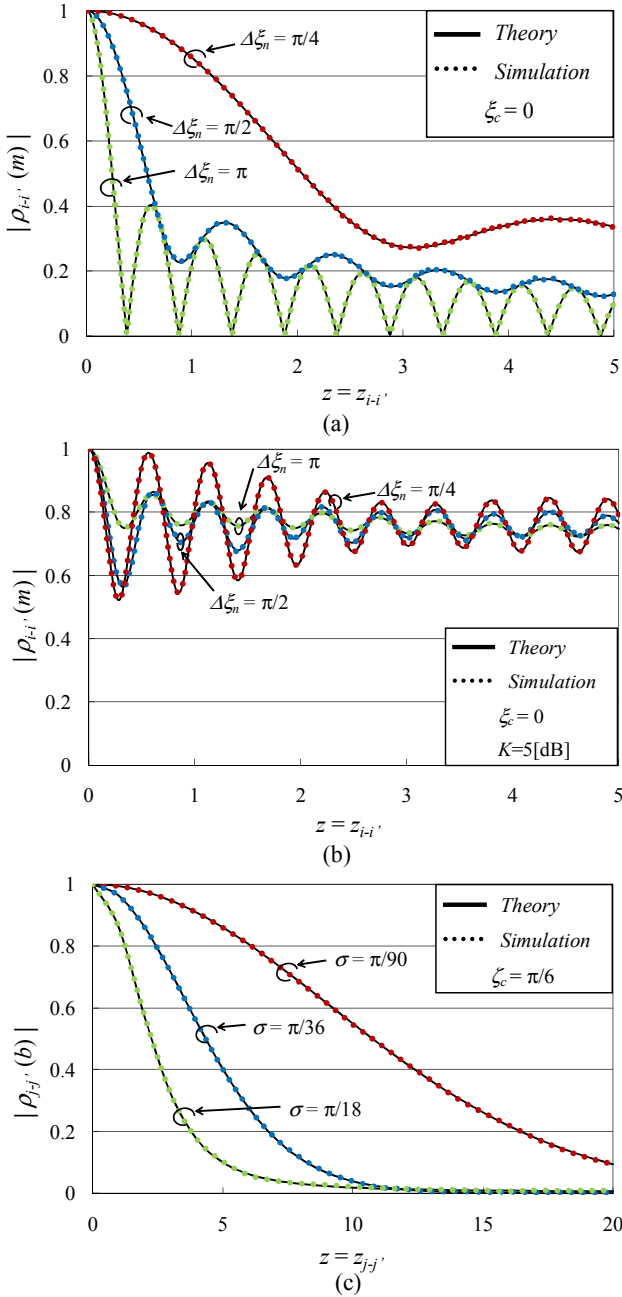 1
0.8
0.6
0.4
0.2
0
0 1 2 3 4 5
| ρi-i′ (m) |
Δξn = π/4
Δξn = π/2
Δξn = π
Theory
Simulation
ξc = 0
z = zi-i′
(a)
1
0.8
0.6
0.4
0.2
0
0 1 2 3 4 5
| ρi-i′ (m) |
Δξn = π
Δξn = π/4
Δξn = π/2
Theory
Simulation
ξc = 0
K=5[dB]
z = zi-i′
(b)
1
0.8
0.6
0.4
0.2
0
0 5 10 15 20
| ρj-j′ (b) |
σ = π/90
σ = π/36
σ = π/18
Theory
Simulation
ζc = π/6
z = zj-j′
(c)